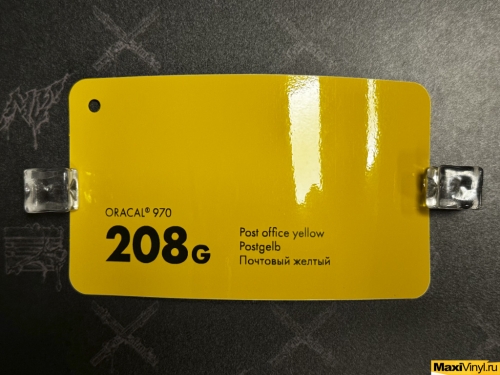 ORACAL® 970
208G
Post office yellow
Postgelb
Почтовый желтый
MaxiVinyl.ru